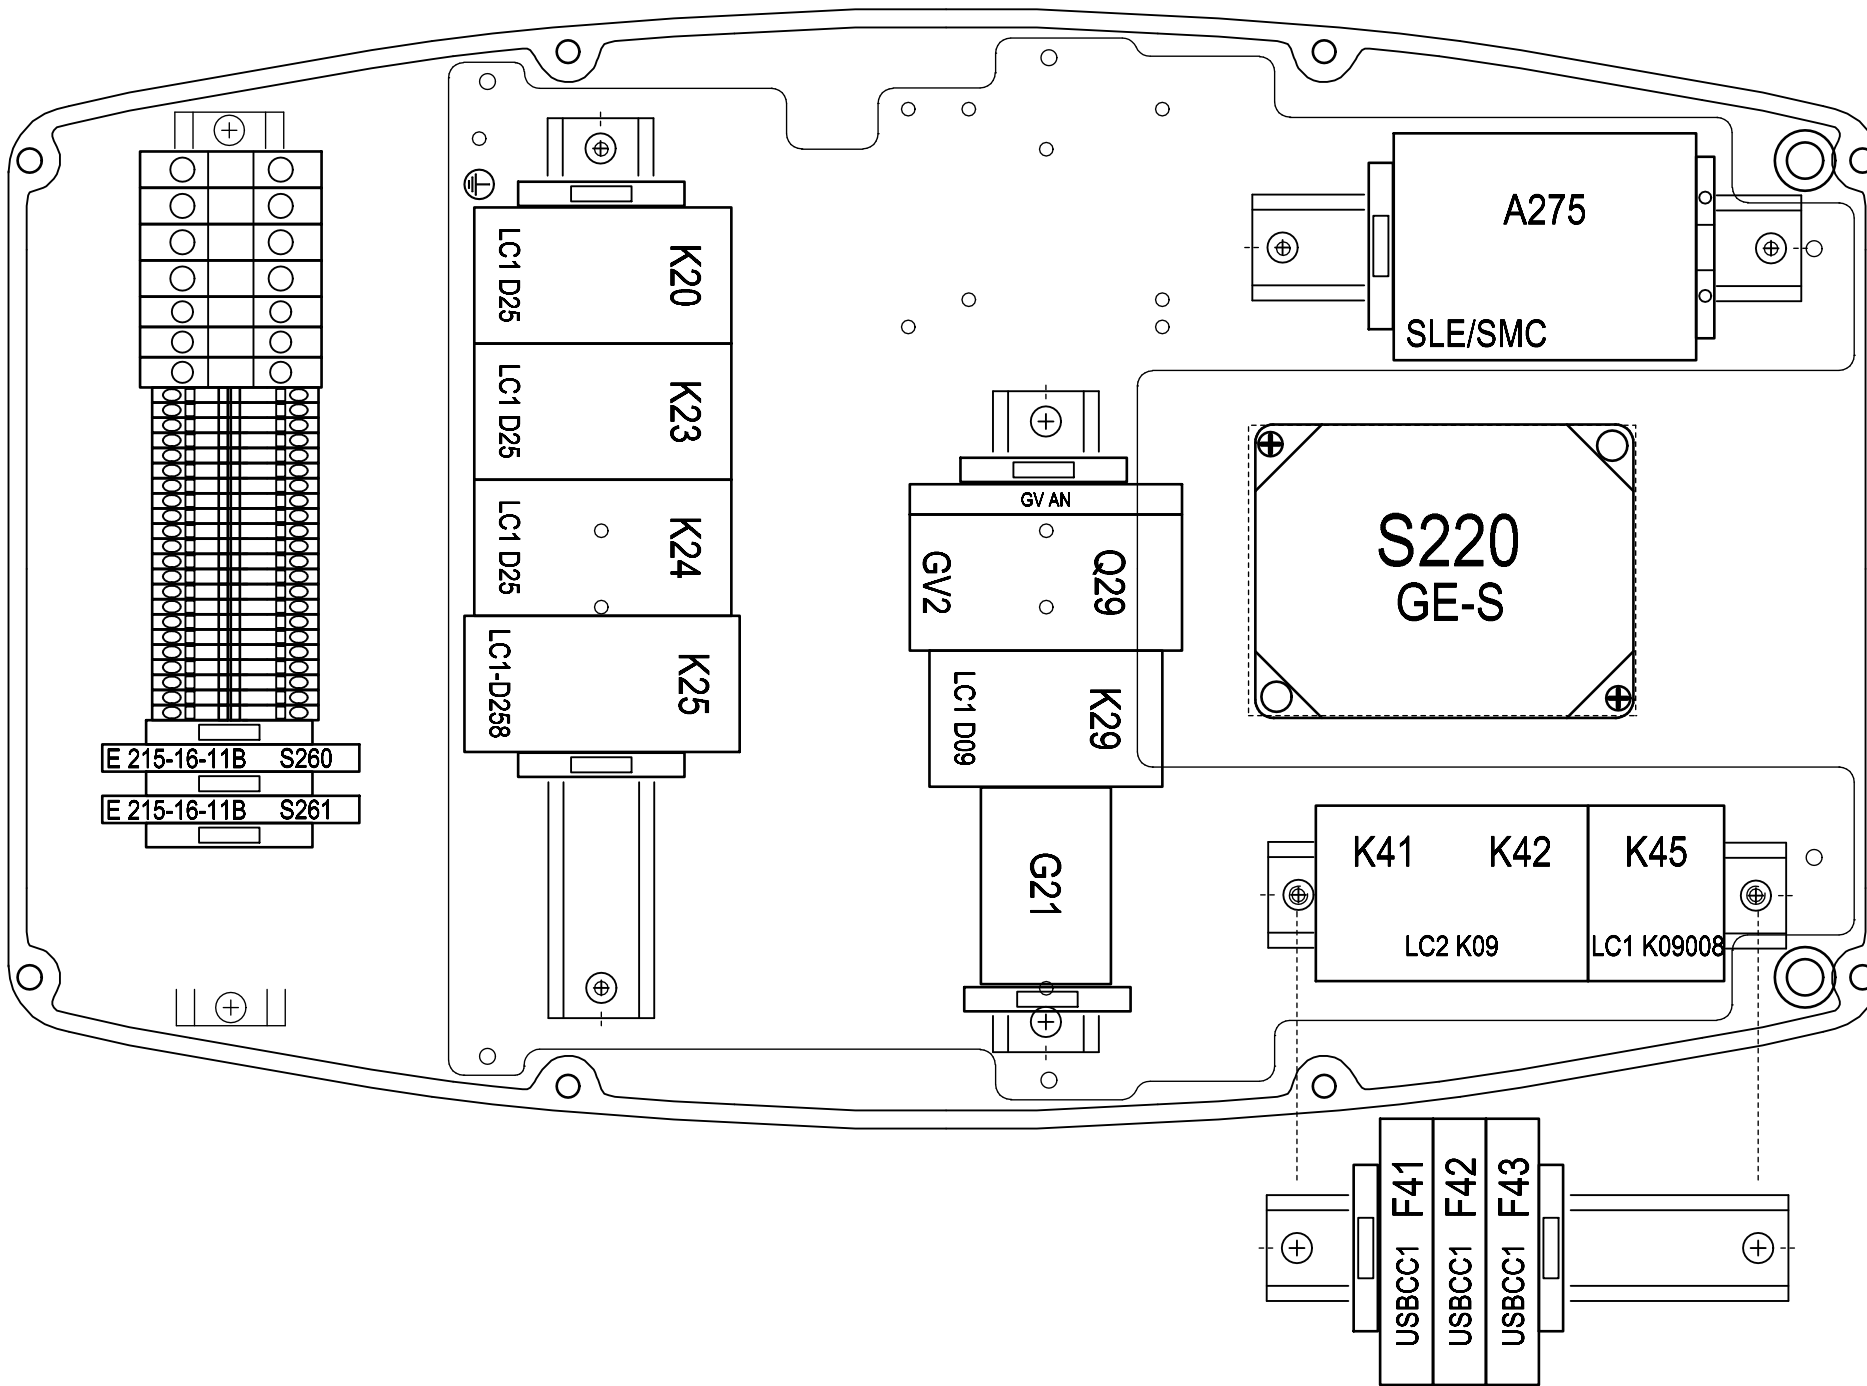 E 215-16-11B S260
E 215-16-11B S261
K20
LC1 D25
K23
LC1 D25
K24
LC1 D25
K25
LC1-D258
GV AN
Q29
GV2
K29
LC1 D09
G21
A275
SLE/SMC
S220
GE-S
K41 K42 K45
LC2 K09 LC1 K09008
USBCC1 F41
USBCC1 F42
USBCC1 F43